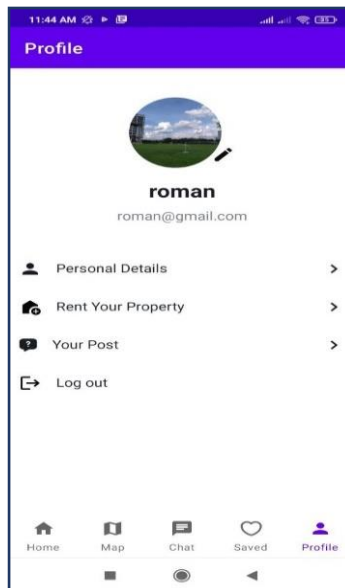 11:44 AM
Profile
roman
roman@gmail.com
Personal Details
Rent Your Property
Your Post
Log out
Home Map Chat Saved Profile